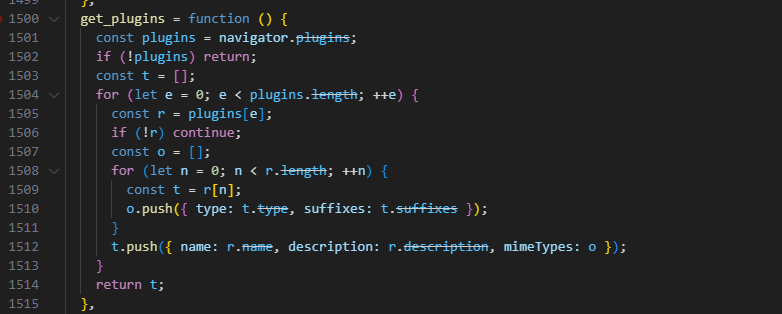 1499 },
1500 get_plugins = function () {
1501 const plugins = navigator.plugins;
1502 if (!plugins) return;
1503 const t = [];
1504 for (let e = 0; e < plugins.length; ++e) {
1505 const r = plugins[e];
1506 if (!r) continue;
1507 const o = [];
1508 for (let n = 0; n < r.length; ++n) {
1509 const t = r[n];
1510 o.push({ type: t.type, suffixes: t.suffixes });
1511 }
1512 t.push({ name: r.name, description: r.description, mimeTypes: o });
1513 }
1514 return t;
1515 },